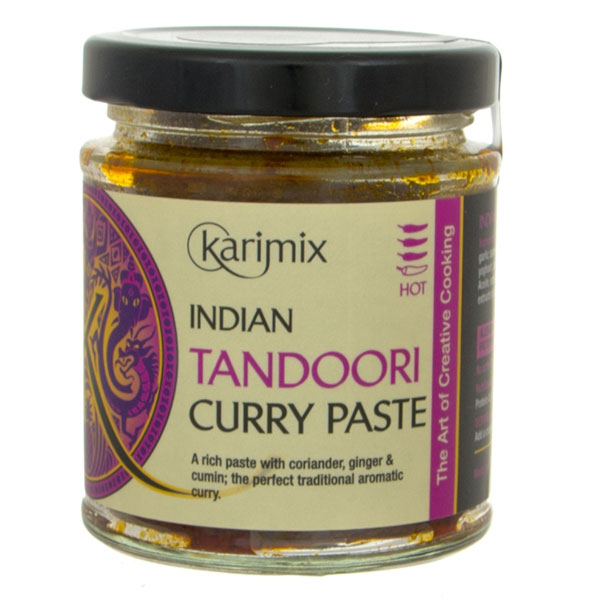 Karimix
HOT
INDIAN
TANDOORI
CURRY PASTE
A rich paste with coriander, ginger &
cumin; the perfect traditional aromatic
curry.
The Art of Creative Cooking